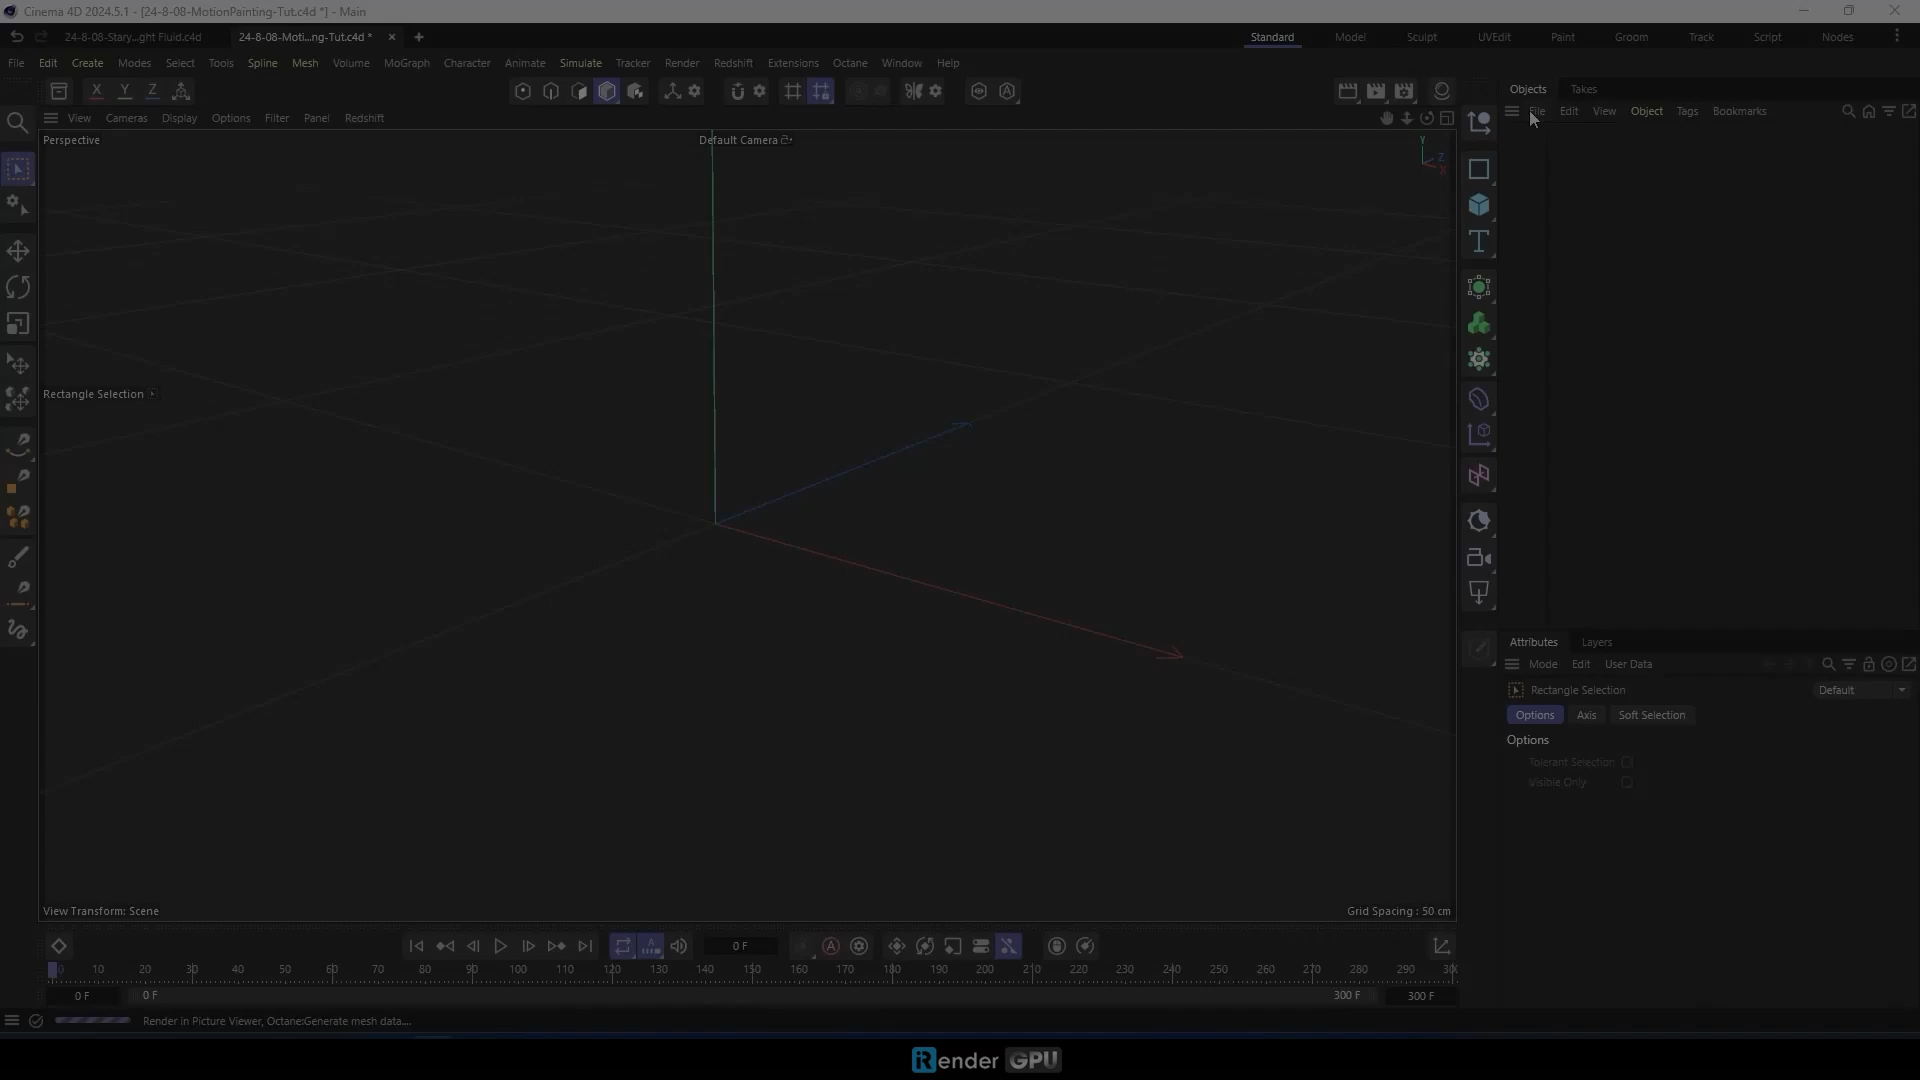 Cinema 4D 2024.5.1 - [24-8-08-MotionPainting-Tut.c4d *] - Main
24-8-08-Stary...ght Fluid.c4d
24-8-08-Moti...ng-Tut.c4d *
Standard Model Sculpt UVEdit Paint Groom Track Script Nodes
File Edit Create Modes Select Tools Spline Mesh Volume MoGraph Character Animate Simulate Tracker Render Redshift Extensions Octane Window Help
X Y Z
Objects Takes
File Edit View Object Tags Bookmarks
View Cameras Display Options Filter Panel Redshift
Perspective
Default Camera
Y
Z
X
Rectangle Selection
Attributes Layers
Mode Edit User Data
Rectangle Selection
Default
Options Axis Soft Selection
Options
Tolerant Selection
Visible Only
View Transform: Scene
Grid Spacing : 50 cm
0 F
0 10 20 30 40 50 60 70 80 90 100 110 120 130 140 150 160 170 180 190 200 210 220 230 240 250 260 270 280 290 30
0 F
0 F
300 F
300 F
Render in Picture Viewer, Octane:Generate mesh data....
iRender GPU